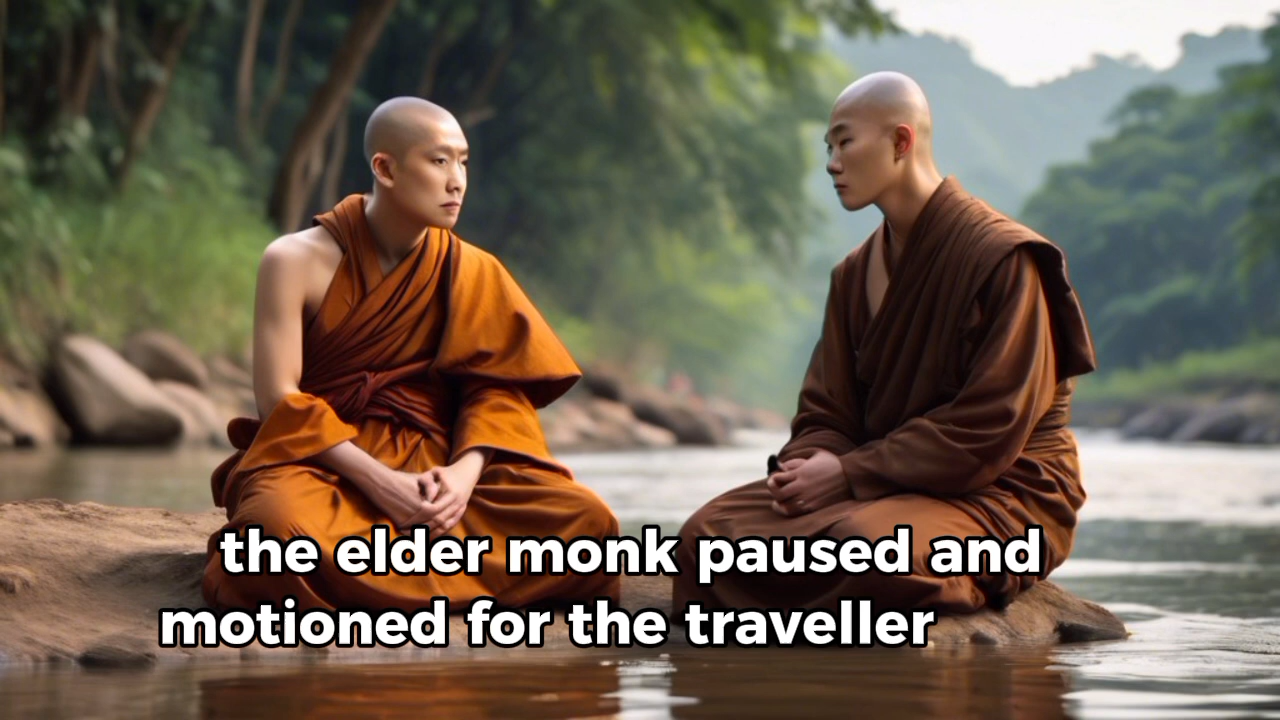 the elder monk paused and
motioned for the traveller